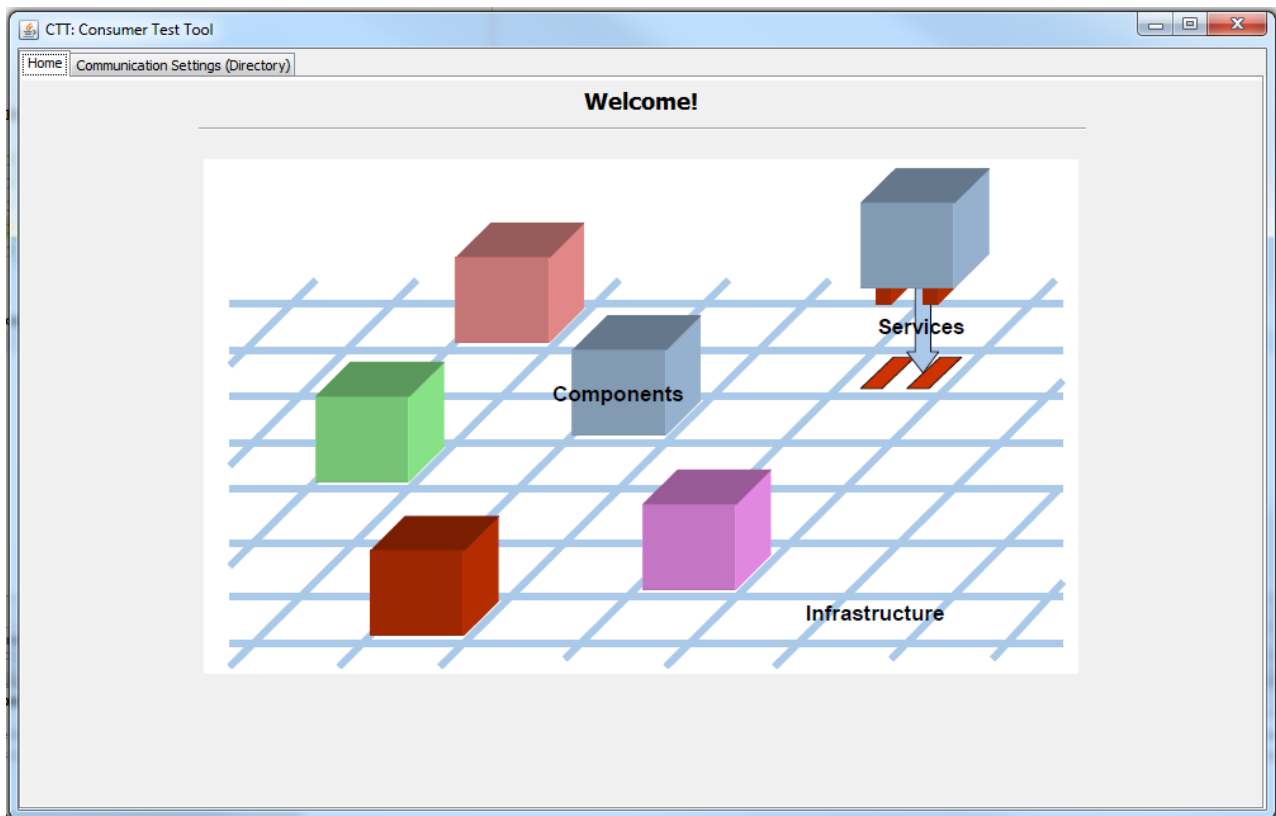 CTT: Consumer Test Tool
Home Communication Settings (Directory)
Welcome!
Services
Components
Infrastructure